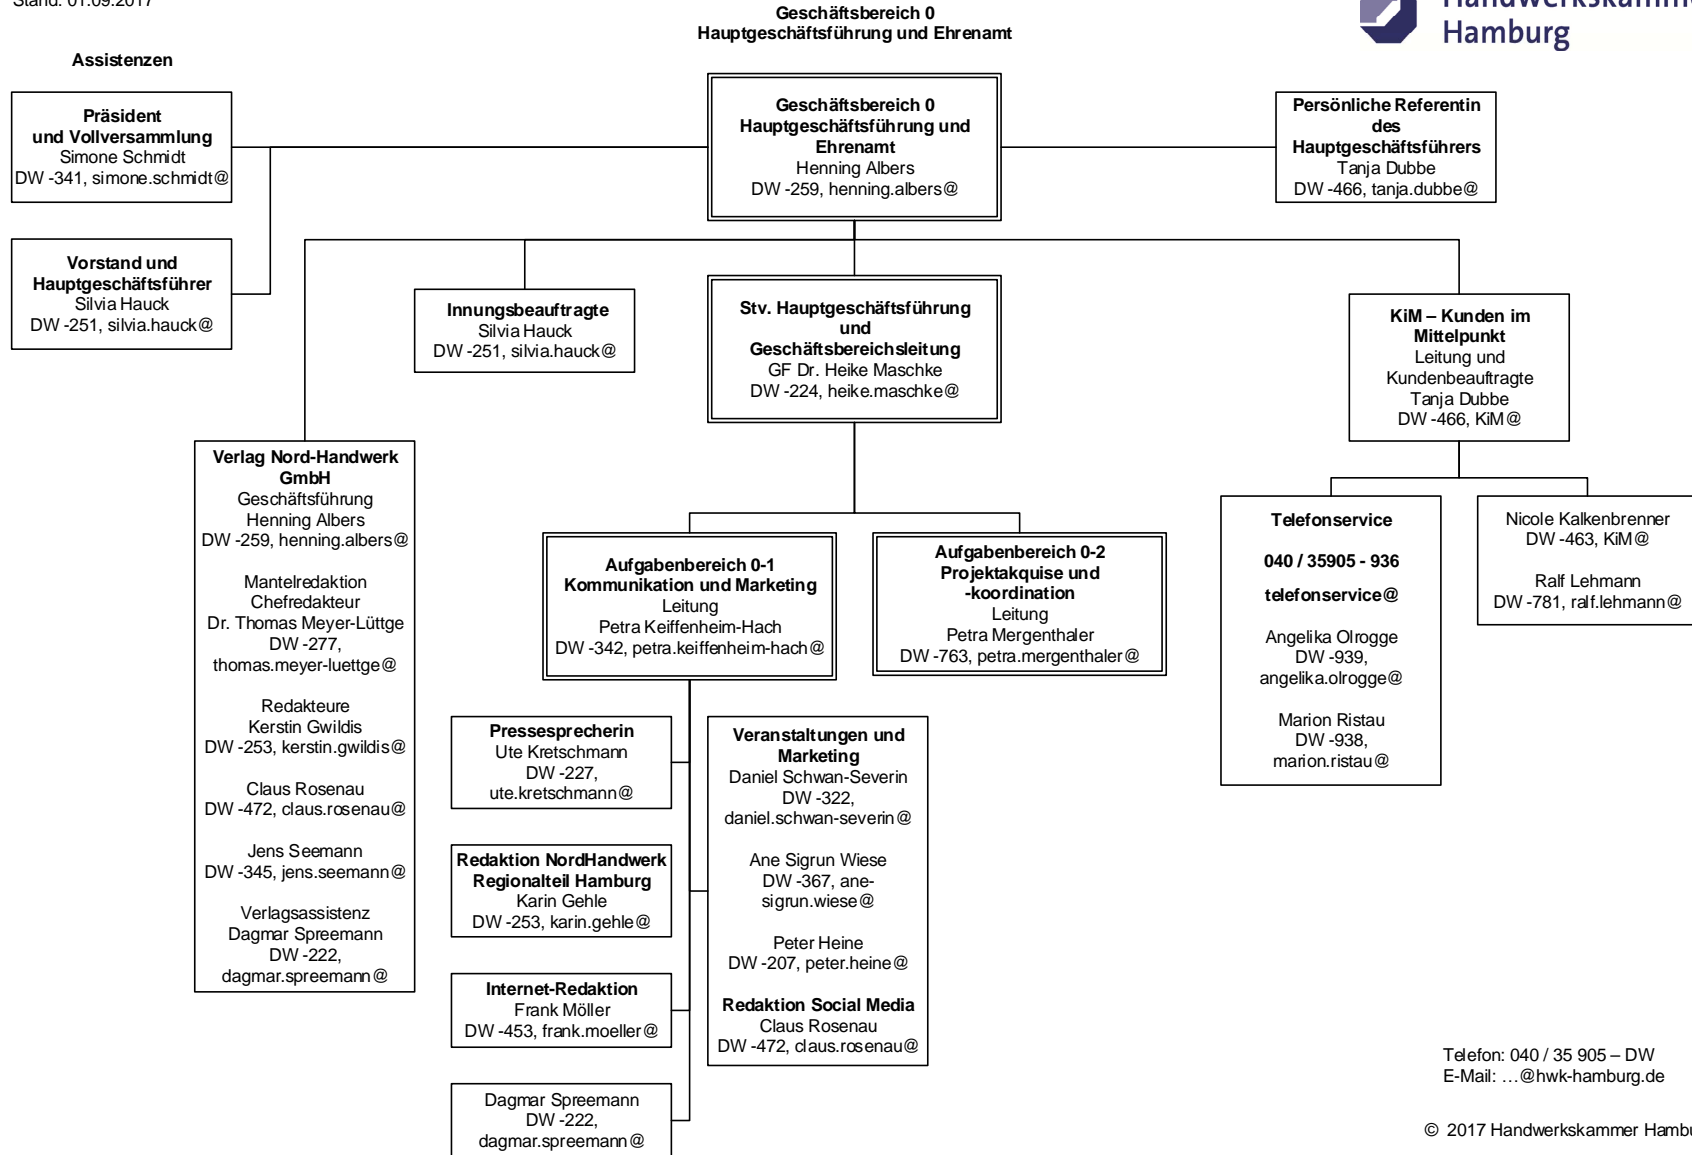 Stand: 01.09.2017
Geschäftsbereich 0
Hauptgeschäftsführung und Ehrenamt
Hamburg
Assistenzen
Präsident
und Vollversammlung
Simone Schmidt
DW -341, simone.schmidt@
Geschäftsbereich 0
Hauptgeschäftsführung und
Ehrenamt
Henning Albers
DW -259, henning.albers@
Persönliche Referentin
des
Hauptgeschäftsführers
Tanja Dubbe
DW -466, tanja.dubbe@
Vorstand und
Hauptgeschäftsführer
Silvia Hauck
DW -251, silvia.hauck@
Innungsbeauftragte
Silvia Hauck
DW -251, silvia.hauck@
Stv. Hauptgeschäftsführung
und
Geschäftsbereichsleitung
GF Dr. Heike Maschke
DW -224, heike.maschke@
KiM – Kunden im
Mittelpunkt
Leitung und
Kundenbeauftragte
Tanja Dubbe
DW -466, KiM@
Verlag Nord-Handwerk
GmbH
Geschäftsführung
Henning Albers
DW -259, henning.albers@
Mantelredaktion
Chefredakteur
Dr. Thomas Meyer-Lüttge
DW -277,
thomas.meyer-luettge@
Redakteure
Kerstin Gwildis
DW -253, kerstin.gwildis@
Claus Rosenau
DW -472, claus.rosenau@
Jens Seemann
DW -345, jens.seemann@
Verlagsassistenz
Dagmar Spreemann
DW -222,
dagmar.spreemann@
Aufgabenbereich 0-1
Kommunikation und Marketing
Leitung
Petra Keiffenheim-Hach
DW -342, petra.keiffenheim-hach@
Aufgabenbereich 0-2
Projektakquise und
-koordination
Leitung
Petra Mergenthaler
DW -763, petra.mergenthaler@
Telefonservice
040 / 35905 - 936
telefonservice@
Angelika Olrogge
DW -939,
angelika.olrogge@
Marion Ristau
DW -938,
marion.ristau@
Nicole Kalkenbrenner
DW -463, KiM@
Ralf Lehmann
DW -781, ralf.lehmann@
Pressesprecherin
Ute Kretschmann
DW -227,
ute.kretschmann@
Redaktion NordHandwerk
Regionalteil Hamburg
Karin Gehle
DW -253, karin.gehle@
Internet-Redaktion
Frank Möller
DW -453, frank.moeller@
Dagmar Spreemann
DW -222,
dagmar.spreemann@
Veranstaltungen und
Marketing
Daniel Schwan-Severin
DW -322,
daniel.schwan-severin@
Ane Sigrun Wiese
DW -367, ane-
sigrun.wiese@
Peter Heine
DW -207, peter.heine@
Redaktion Social Media
Claus Rosenau
DW -472, claus.rosenau@
Telefon: 040 / 35 905 – DW
E-Mail: …@hwk-hamburg.de
© 2017 Handwerkskammer Hambu